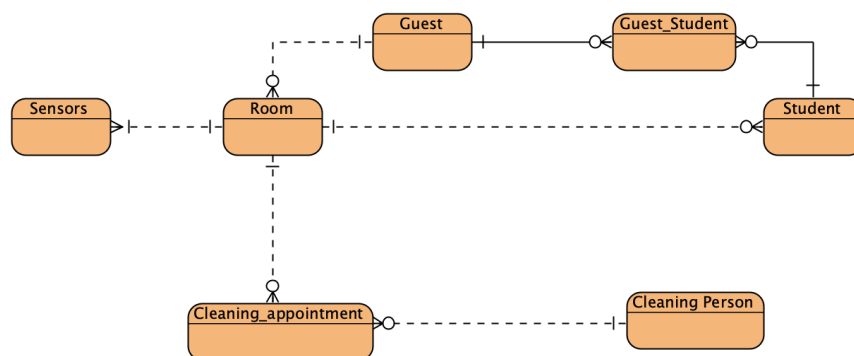 Guest
Guest_Student
Sensors
Room
Student
Cleaning_appointment
Cleaning Person